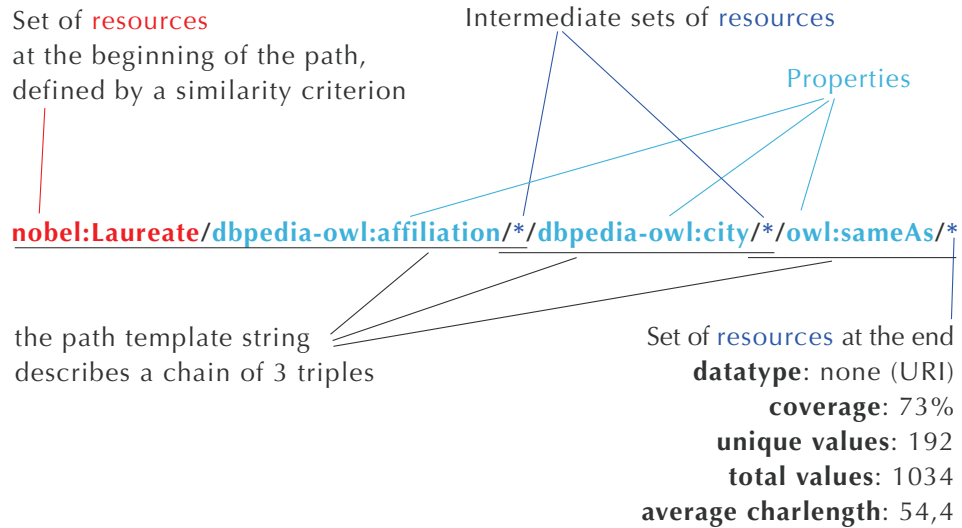 Set of resources
at the beginning of the path,
defined by a similarity criterion
Intermediate sets of resources
Properties
nobel:Laureate/dbpedia-owl:affiliation/*/dbpedia-owl:city/*/owl:sameAs/*
the path template string
describes a chain of 3 triples
Set of resources at the end
datatype: none (URI)
coverage: 73%
unique values: 192
total values: 1034
average charlength: 54,4